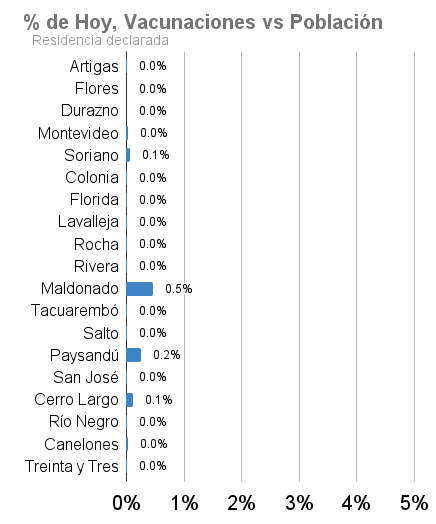 % de Hoy, Vacunaciones vs Población
Residencia declarada
Artigas 0.0%
Flores 0.0%
Durazno 0.0%
Montevideo 0.0%
Soriano 0.1%
Colonia 0.0%
Florida 0.0%
Lavalleja 0.0%
Rocha 0.0%
Rivera 0.0%
Maldonado 0.5%
Tacuarembó 0.0%
Salto 0.0%
Paysandú 0.2%
San José 0.0%
Cerro Largo 0.1%
Río Negro 0.0%
Canelones 0.0%
Treinta y Tres 0.0%
0% 1% 2% 3% 4% 5%